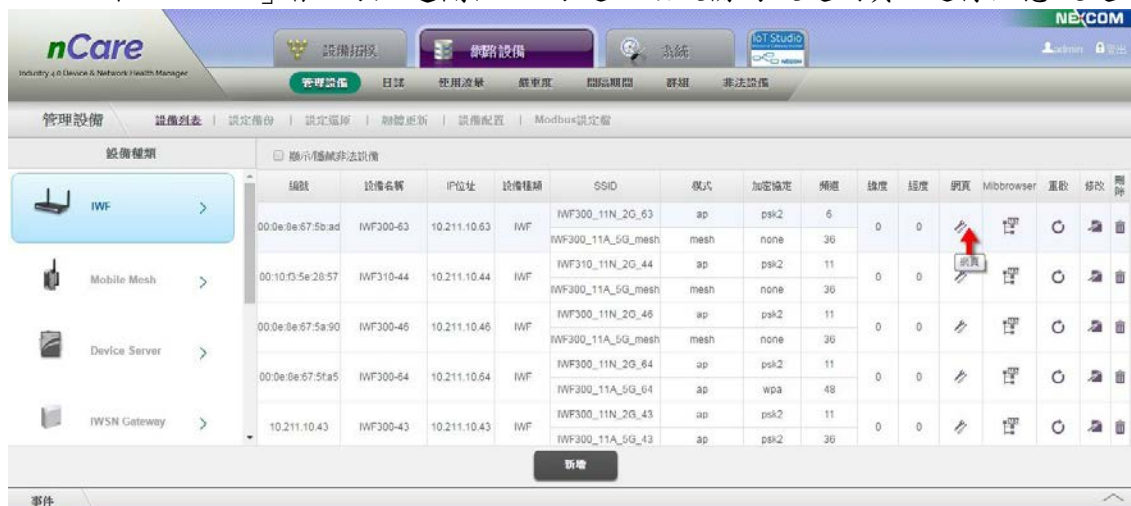 NEXCOM
nCare
Industry 4.0 Device & Network Health Manager
設備拓樸
網路設備
系統
IoT Studio
NEXCOM
admin
登出
管理設備 日誌 使用流量 嚴重度 間隔期間 群組 非法設備
管理設備
設備列表 | 設定備份 | 設定還原 | 韌體更新 | 設備配置 | Modbus設定檔
設備種類
顯示/隱藏非法設備
IWF
Mobile Mesh
Device Server
IWSN Gateway
編號 設備名稱 IP位址 設備種類 SSID 模式 加密協定 頻道 緯度 經度 網頁 Mibbrowser 重啟 修改 刪除
00:0e:8e:67:5b:ad IWF300-63 10.211.10.63 IWF IWF300_11N_2G_63 ap psk2 6 0 0
IWF300_11A_5G_mesh mesh none 36
網頁
00:10:f3:5e:28:57 IWF310-44 10.211.10.44 IWF IWF310_11N_2G_44 ap psk2 11 0 0
IWF300_11A_5G_mesh mesh none 36
00:0e:8e:67:5a:90 IWF300-46 10.211.10.46 IWF IWF300_11N_2G_46 ap psk2 11 0 0
IWF300_11A_5G_mesh mesh none 36
00:0e:8e:67:5f:a5 IWF300-64 10.211.10.64 IWF IWF300_11N_2G_64 ap psk2 11 0 0
IWF300_11A_5G_64 ap wpa 48
10.211.10.43 IWF300-43 10.211.10.43 IWF IWF300_11N_2G_43 ap psk2 11 0 0
IWF300_11A_5G_43 ap psk2 36
新增
事件